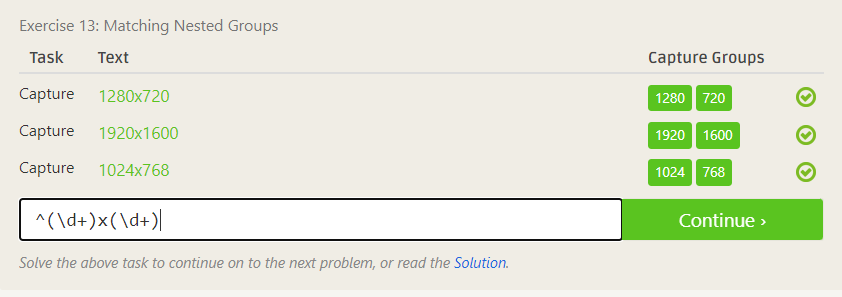 Exercise 13: Matching Nested Groups
Task Text Capture Groups
Capture 1280x720 1280 720
Capture 1920x1600 1920 1600
Capture 1024x768 1024 768
^(\d+)x(\d+) Continue ›
Solve the above task to continue on to the next problem, or read the Solution.